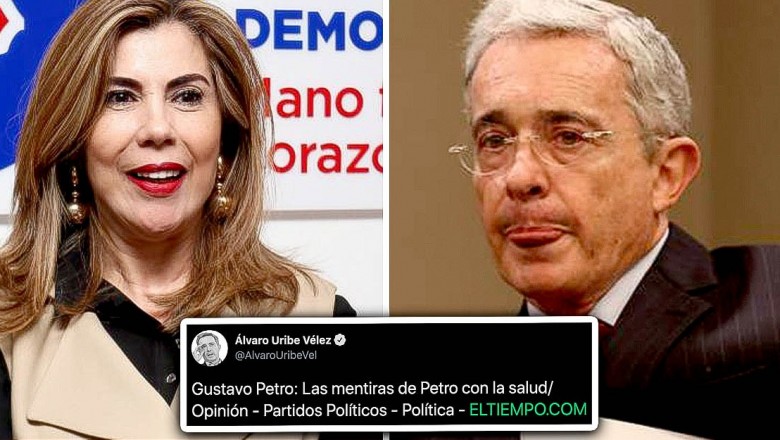 DEMO
Mano f
orazo
Álvaro Uribe Vélez
@AlvaroUribeVel
Gustavo Petro: Las mentiras de Petro con la salud/
Opinión - Partidos Políticos - Política - ELTIEMPO.COM